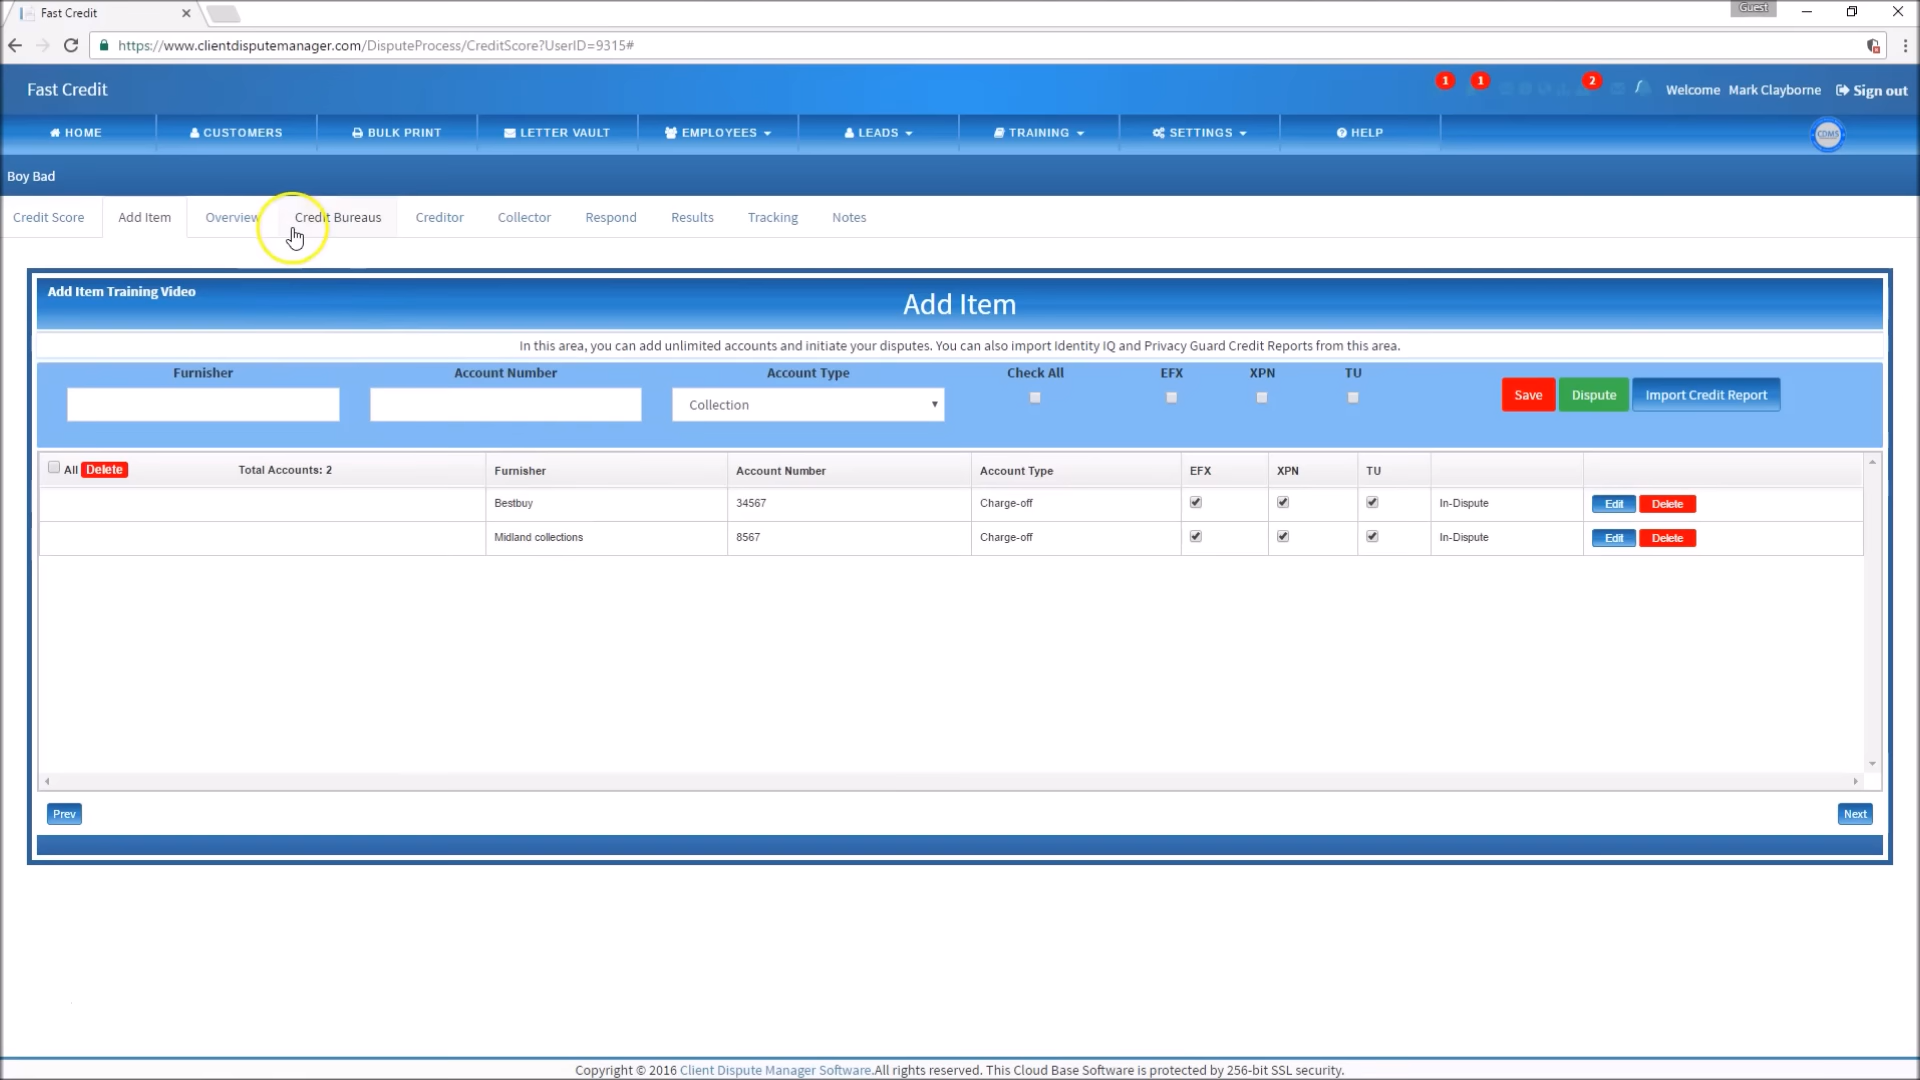 Fast Credit
Guest
https://www.clientdisputemanager.com/DisputeProcess/CreditScore?UserID=9315#
Fast Credit
1 1 2 Welcome Mark Clayborne Sign out
HOME CUSTOMERS BULK PRINT LETTER VAULT EMPLOYEES LEADS TRAINING SETTINGS HELP CDMS
Boy Bad
Credit Score Add Item Overview Credit Bureaus Creditor Collector Respond Results Tracking Notes
Add Item Training Video
Add Item
In this area, you can add unlimited accounts and initiate your disputes. You can also import Identity IQ and Privacy Guard Credit Reports from this area.
Furnisher Account Number Account Type Check All EFX XPN TU
Collection Save Dispute Import Credit Report
All Delete Total Accounts: 2 Furnisher Account Number Account Type EFX XPN TU
Bestbuy 34567 Charge-off In-Dispute Edit Delete
Midland collections 8567 Charge-off In-Dispute Edit Delete
Prev Next
Copyright © 2016 Client Dispute Manager Software.All rights reserved. This Cloud Base Software is protected by 256-bit SSL security.